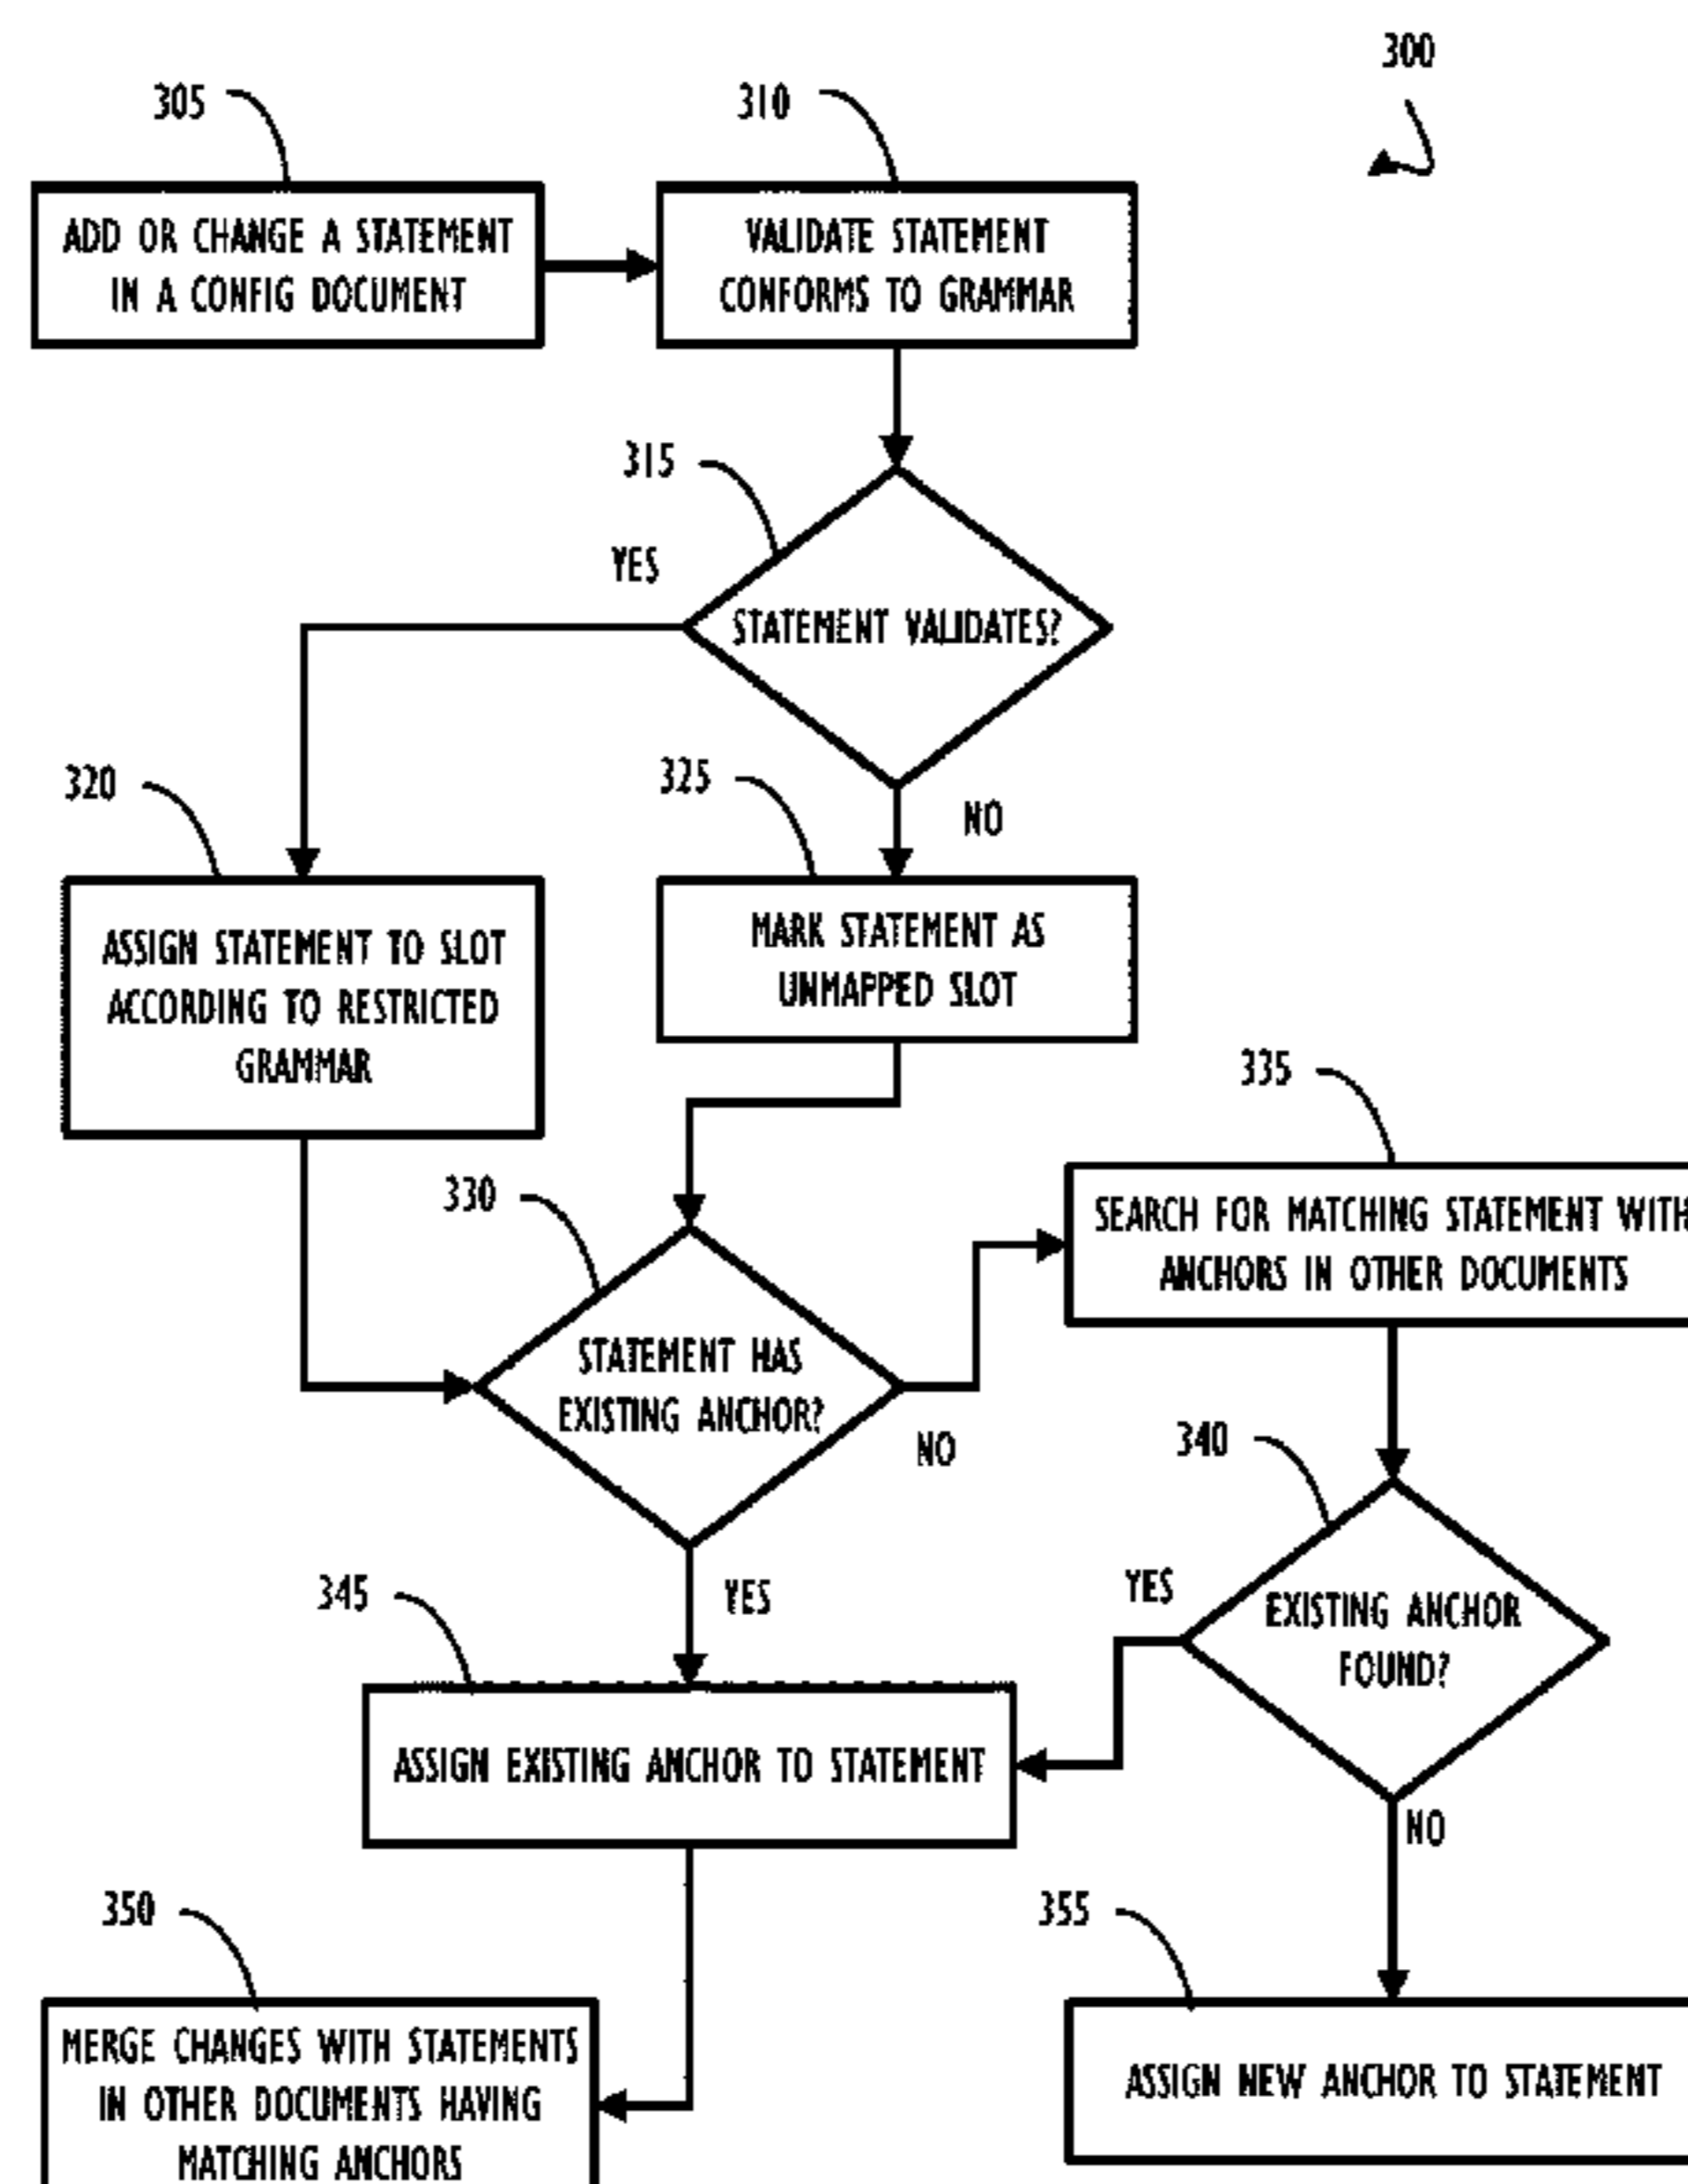 300
305
310
ADD OR CHANGE A STATEMENT
IN A CONFIG DOCUMENT
VALIDATE STATEMENT
CONFORMS TO GRAMMAR
315
YES
STATEMENT VALIDATES?
320
325
NO
ASSIGN STATEMENT TO SLOT
ACCORDING TO RESTRICTED
GRAMMAR
MARK STATEMENT AS
UNMAPPED SLOT
335
330
SEARCH FOR MATCHING STATEMENT WITH
ANCHORS IN OTHER DOCUMENTS
STATEMENT HAS
EXISTING ANCHOR?
NO
340
345
YES
YES
EXISTING ANCHOR
FOUND?
ASSIGN EXISTING ANCHOR TO STATEMENT
NO
350
355
MERGE CHANGES WITH STATEMENTS
IN OTHER DOCUMENTS HAVING
MATCHING ANCHORS
ASSIGN NEW ANCHOR TO STATEMENT